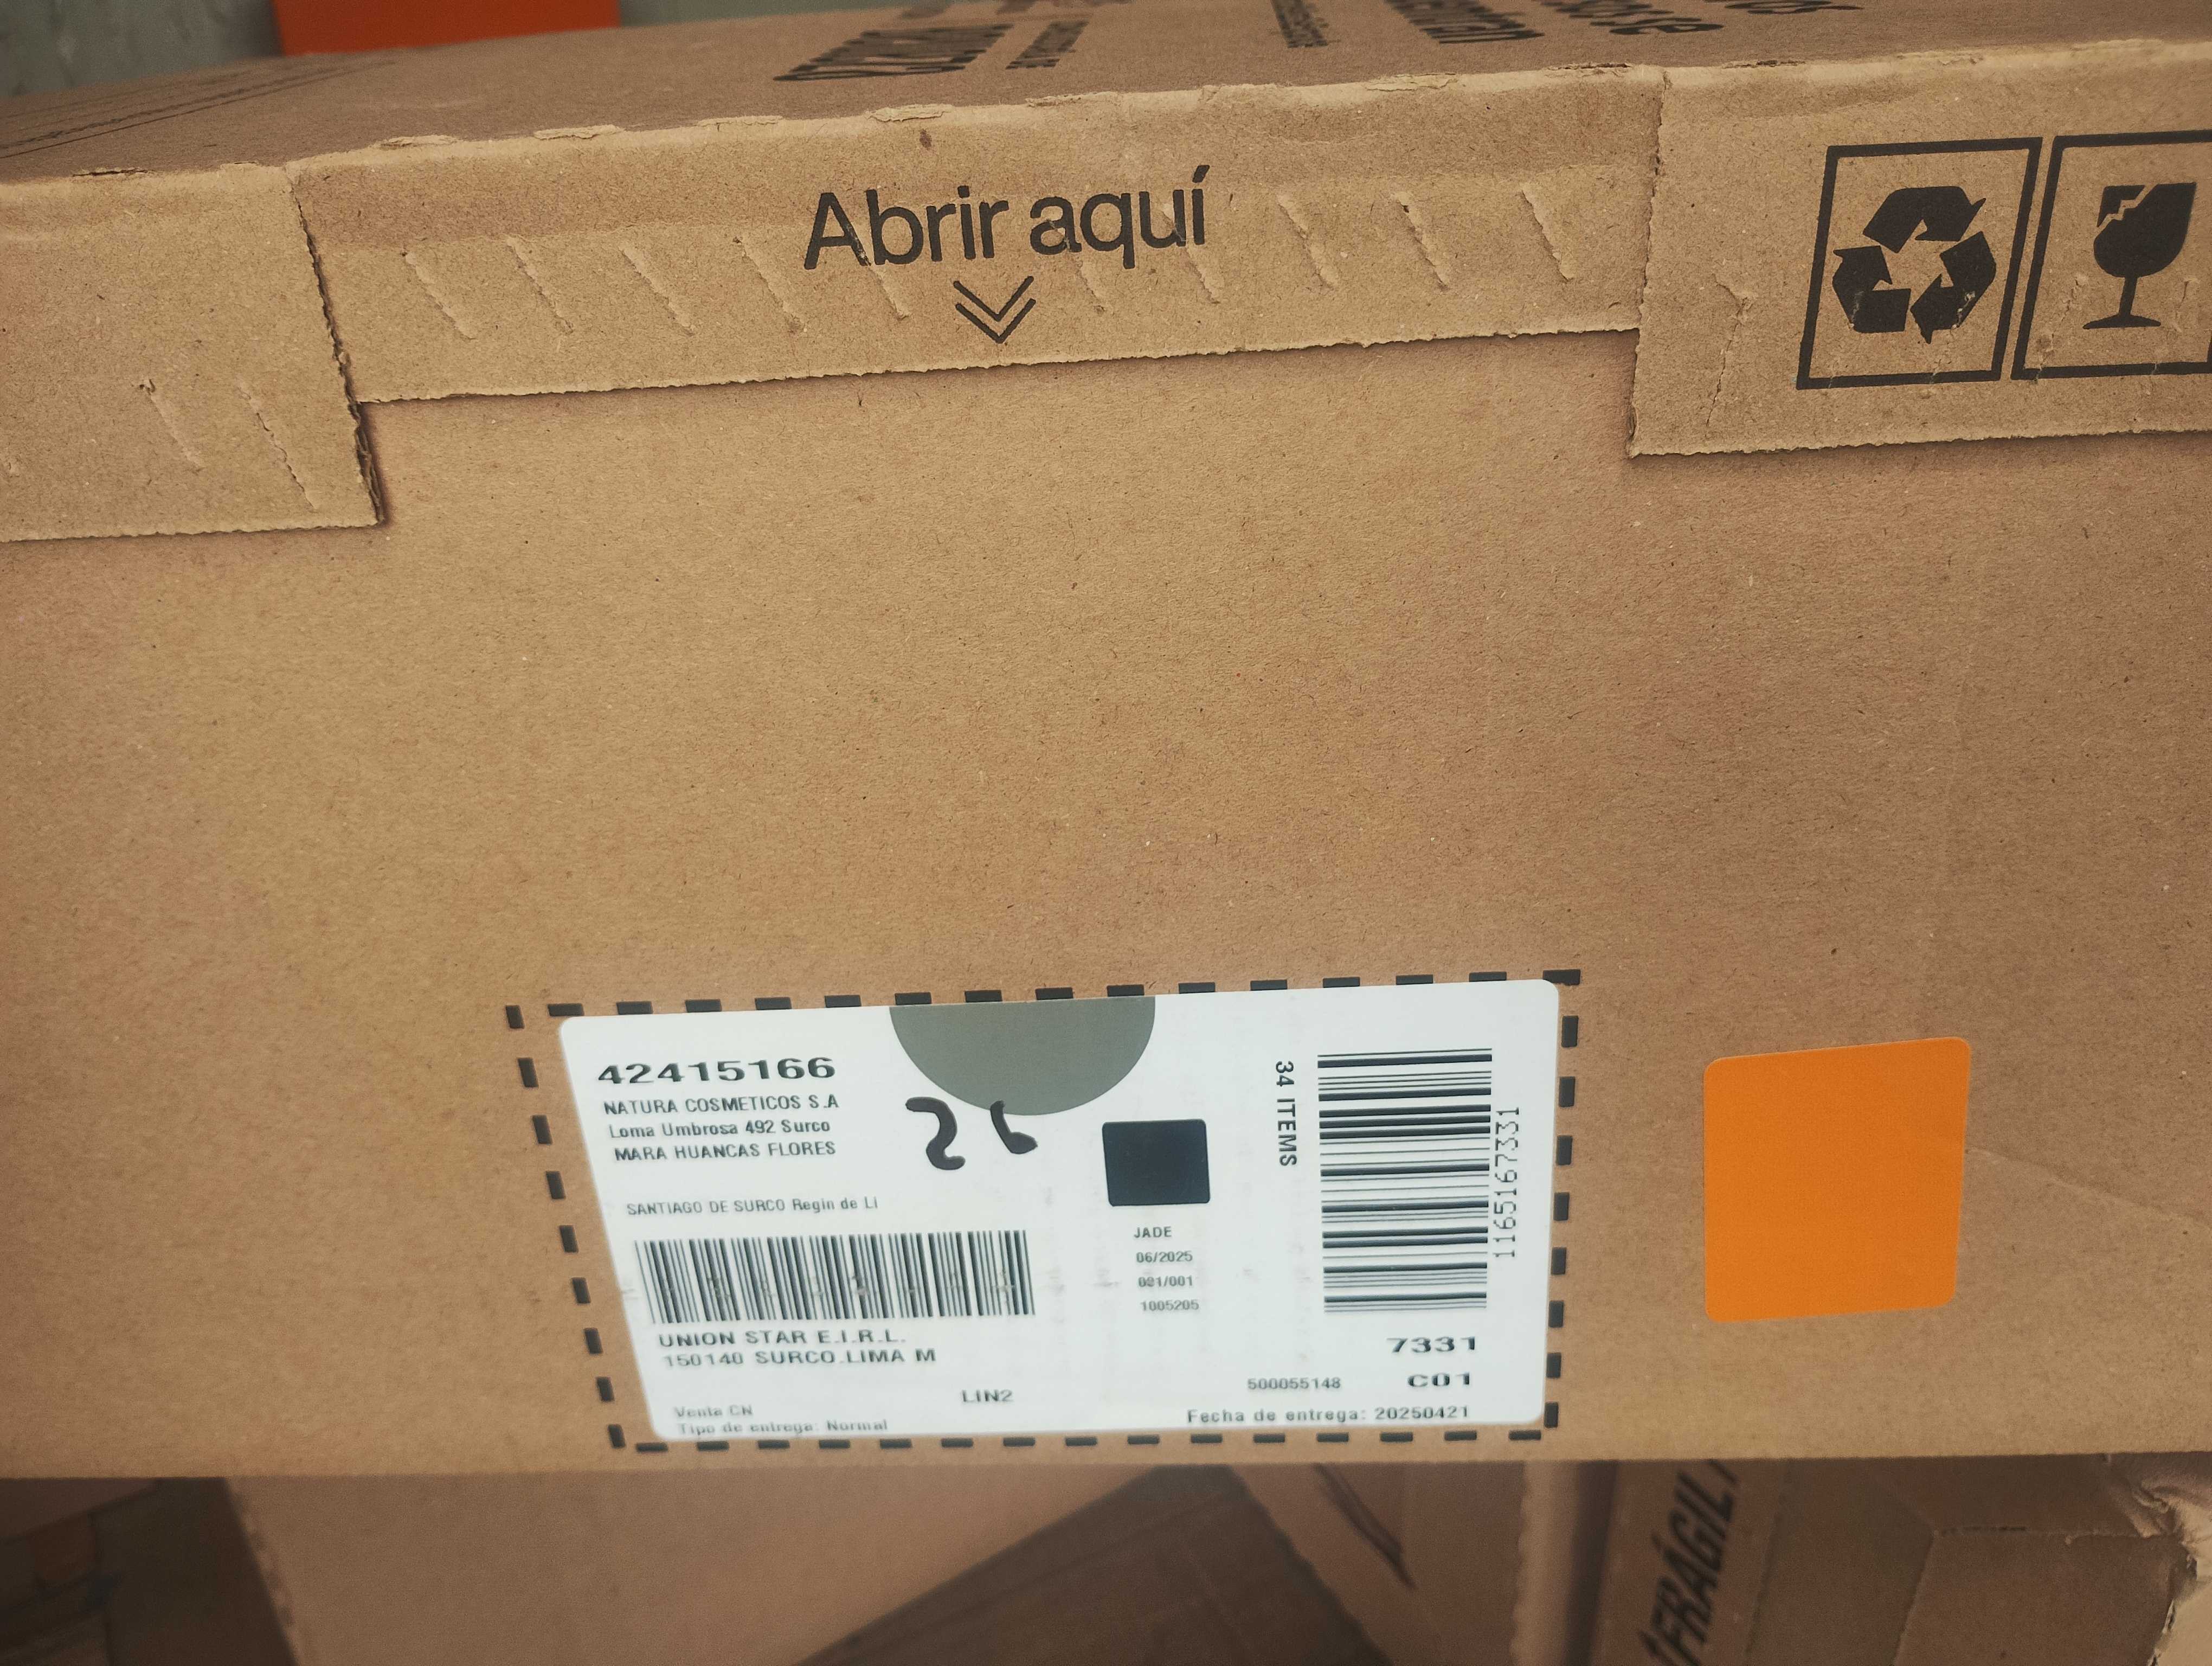 Abrir aquí
42415166
NATURA COSMETICOS S.A
Loma Umbrosa 492 Surco
MARA HUANCAS FLORES
SANTIAGO DE SURCO Regin de Li
UNION STAR E.I.R.L.
150140 SURCO.LIMA M
LIN2
Venta CN
Tipo de entrega: Normal
JADE
06/2025
001/001
1005205
34 ITEMS
1165167331
7331
500055148 C01
Fecha de entrega: 20250421
¡FRÁGIL!